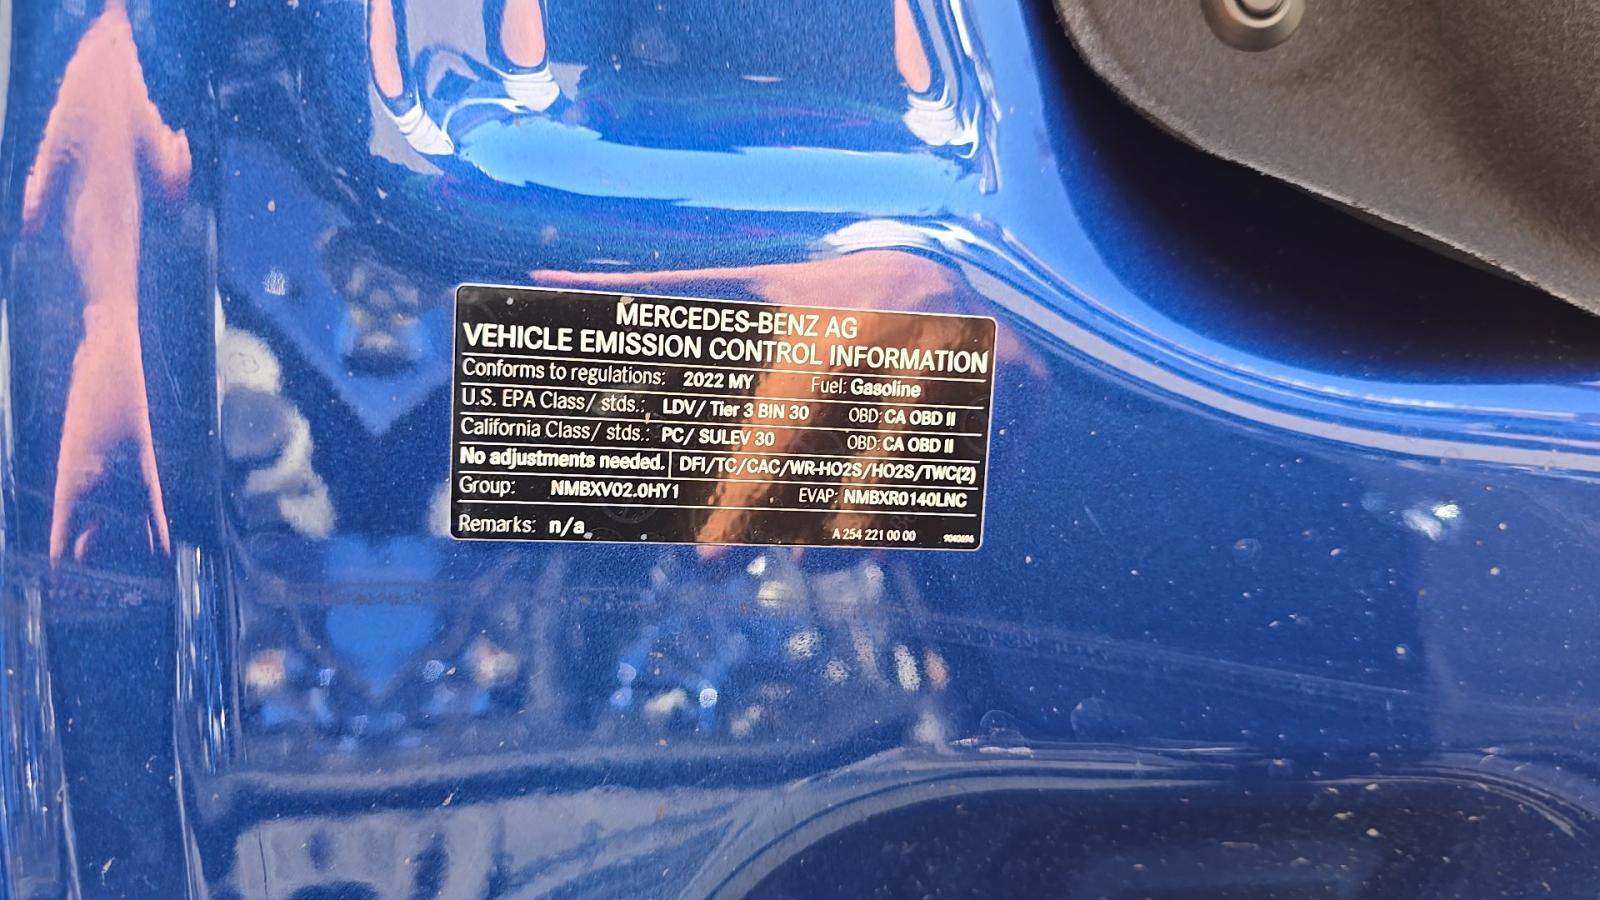 MERCEDES-BENZ AG
VEHICLE EMISSION CONTROL INFORMATION
Conforms to regulations: 2022 MY Fuel: Gasoline
U.S. EPA Class/ stds.: LDV/ Tier 3 BIN 30 OBD: CA OBD II
California Class/ stds.: PC/ SULEV 30 OBD: CA OBD II
No adjustments needed. DFI/TC/CAC/WR-HO2S/HO2S/TWC(2)
Group: NMBXV02.0HY1 EVAP: NMBXR0140LNC
Remarks: n/a A 254 221 00 00